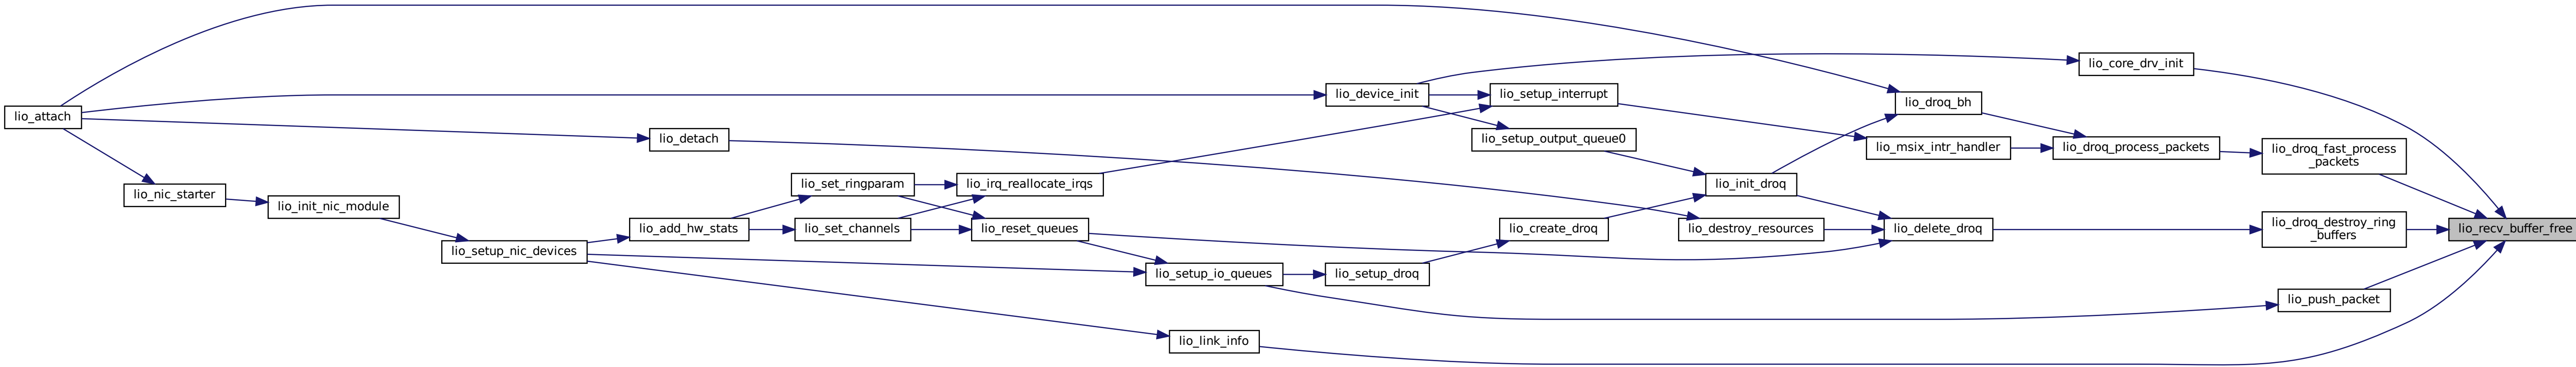 lio_attach
lio_nic_starter
lio_init_nic_module
lio_setup_nic_devices
lio_detach
lio_add_hw_stats
lio_set_ringparam
lio_set_channels
lio_irq_reallocate_irqs
lio_reset_queues
lio_setup_io_queues
lio_link_info
lio_device_init
lio_setup_droq
lio_setup_interrupt
lio_setup_output_queue0
lio_create_droq
lio_init_droq
lio_destroy_resources
lio_droq_bh
lio_msix_intr_handler
lio_delete_droq
lio_core_drv_init
lio_droq_process_packets
lio_droq_fast_process
_packets
lio_droq_destroy_ring
_buffers
lio_push_packet
lio_recv_buffer_free